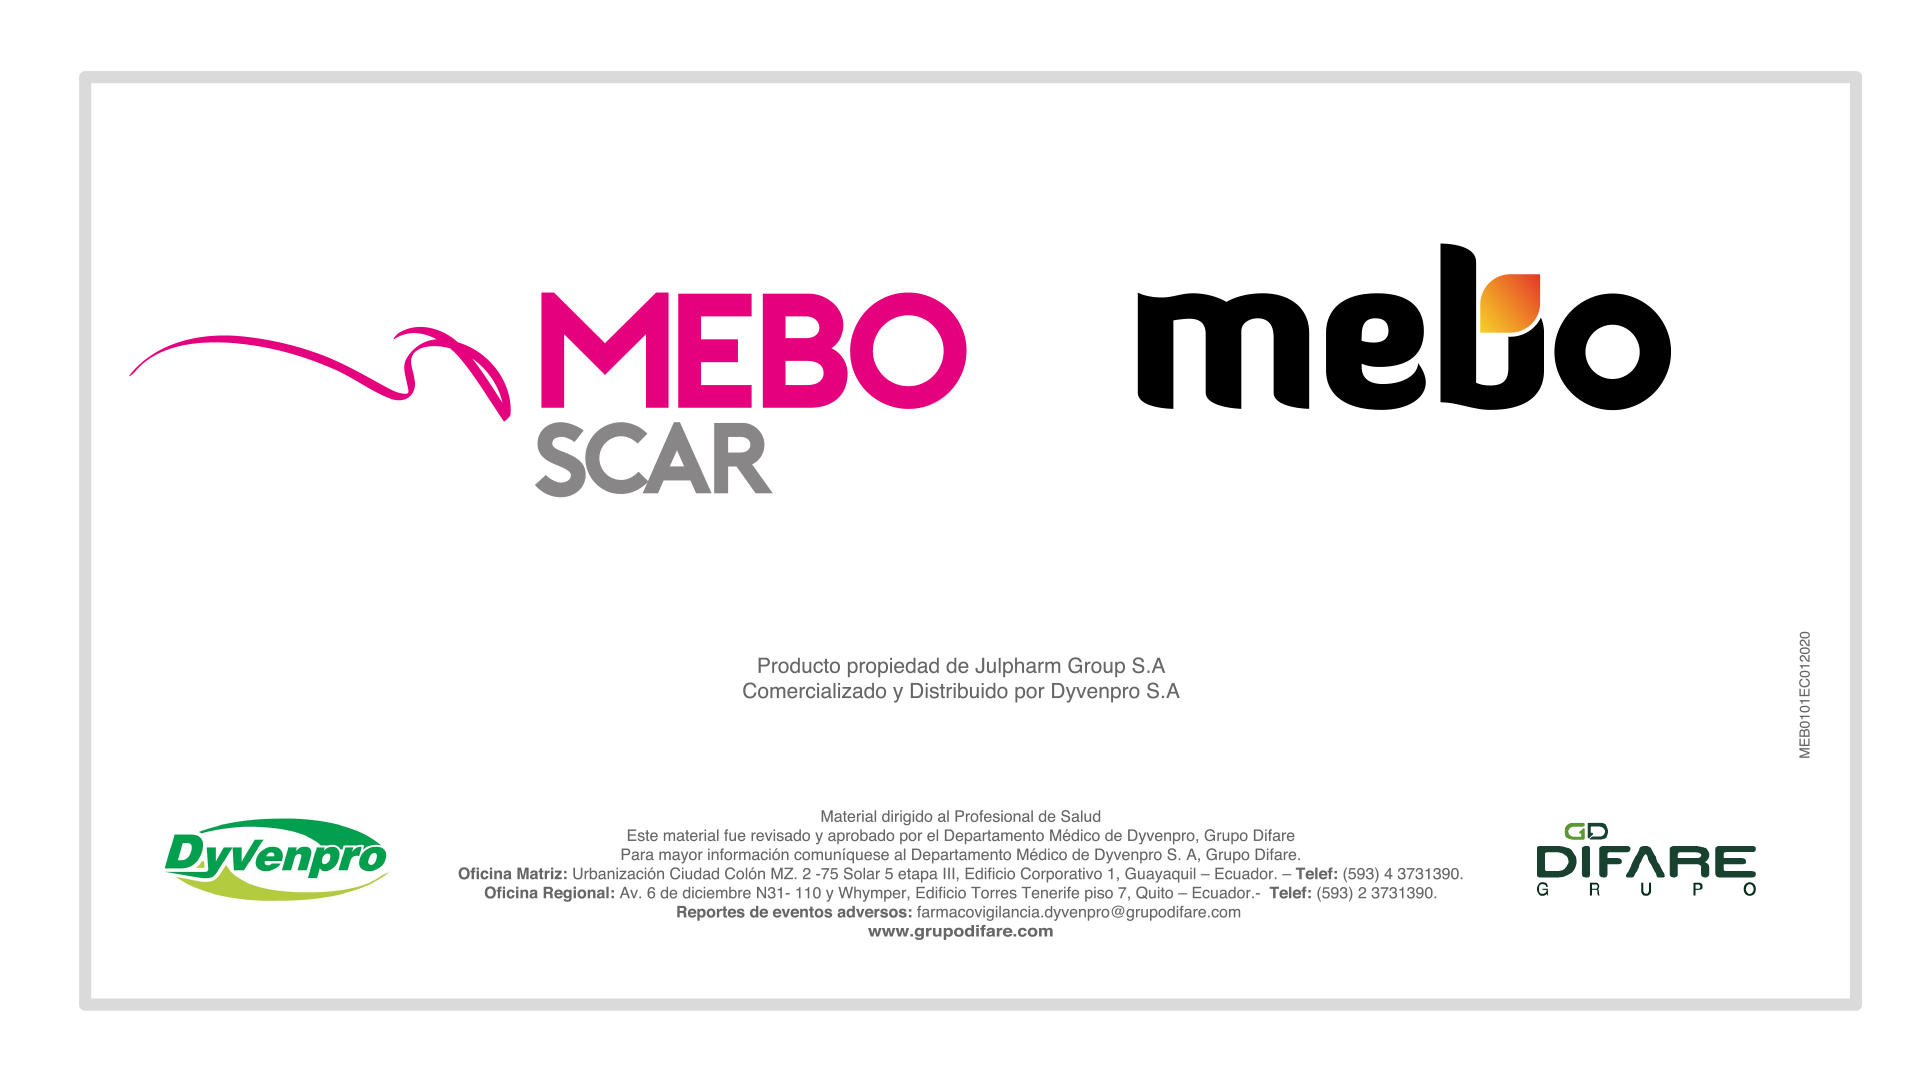 MEBO
SCAR
mebo
Producto propiedad de Julpharm Group S.A
Comercializado y Distribuido por Dyvenpro S.A
MEB0101EC012020
Dyvenpro
Material dirigido al Profesional de Salud
Este material fue revisado y aprobado por el Departamento Médico de Dyvenpro, Grupo Difare
Para mayor información comuníquese al Departamento Médico de Dyvenpro S. A, Grupo Difare.
Oficina Matriz: Urbanización Ciudad Colón MZ. 2 -75 Solar 5 etapa III, Edificio Corporativo 1, Guayaquil – Ecuador. – Telef: (593) 4 3731390.
Oficina Regional: Av. 6 de diciembre N31- 110 y Whymper, Edificio Torres Tenerife piso 7, Quito – Ecuador.- Telef: (593) 2 3731390.
Reportes de eventos adversos: farmacovigilancia.dyvenpro@grupodifare.com
www.grupodifare.com
GD
DIFARE
GRUPO